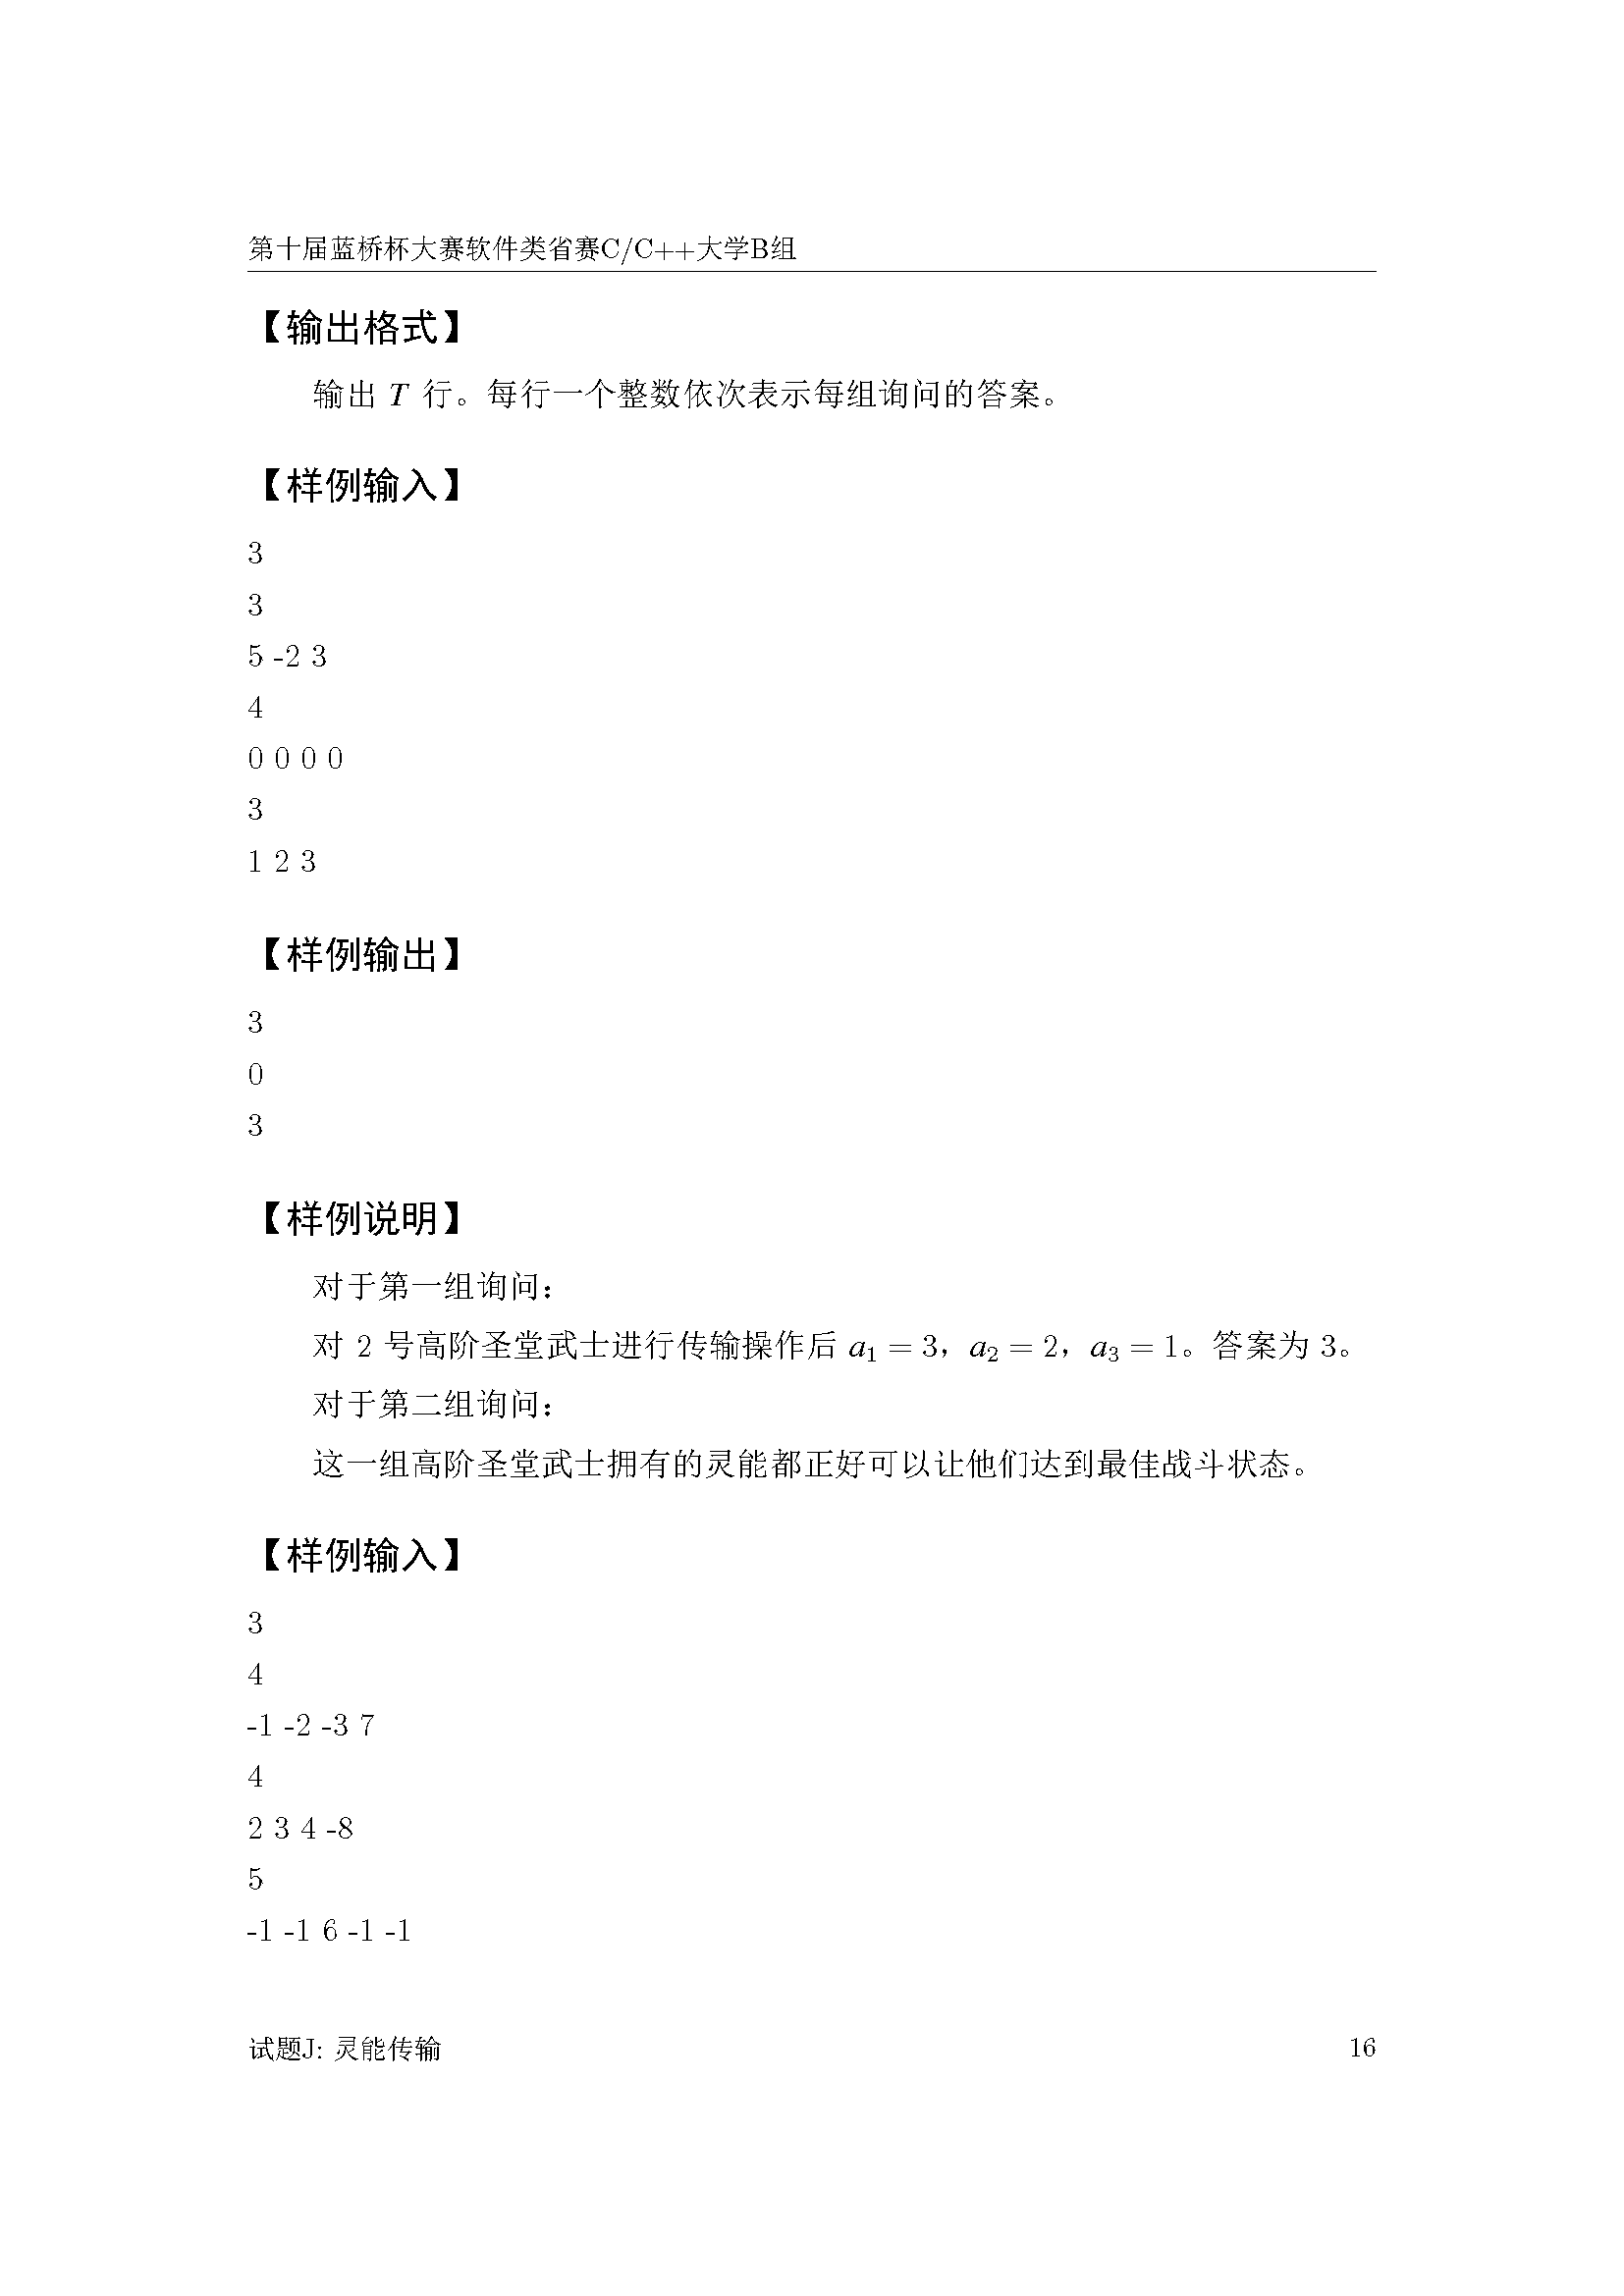 第十届蓝桥杯大赛软件类省赛C/C++大学B组
【输出格式】
输出 T 行。每行一个整数依次表示每组询问的答案。
【样例输入】
3
3
5 -2 3
4
0 0 0 0
3
1 2 3
【样例输出】
3
0
3
【样例说明】
对于第一组询问：
对 2 号高阶圣堂武士进行传输操作后 a₁ = 3，a₂ = 2，a₃ = 1。答案为 3。
对于第二组询问：
这一组高阶圣堂武士拥有的灵能都正好可以让他们达到最佳战斗状态。
【样例输入】
3
4
-1 -2 -3 7
4
2 3 4 -8
5
-1 -1 6 -1 -1
试题J: 灵能传输 16